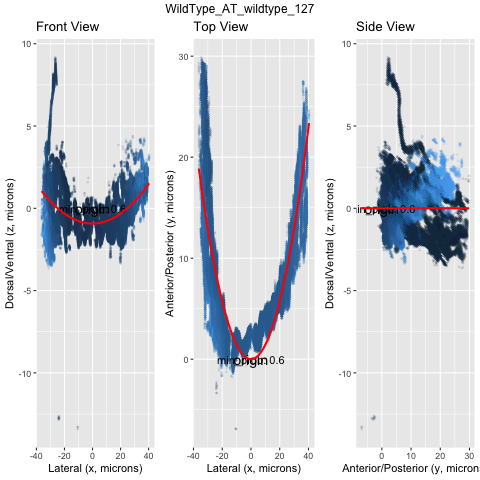 WildType_AT_wildtype_127
Front View
Top View
Side View
Dorsal/Ventral (z, microns)
10
5
0
-5
-10
-40
-20
0
20
40
Lateral (x, microns)
Anterior/Posterior (y, microns)
30
20
10
0
-40
-20
0
20
40
Lateral (x, microns)
Dorsal/Ventral (z, microns)
10
5
0
-5
-10
0
10
20
30
Anterior/Posterior (y, micron